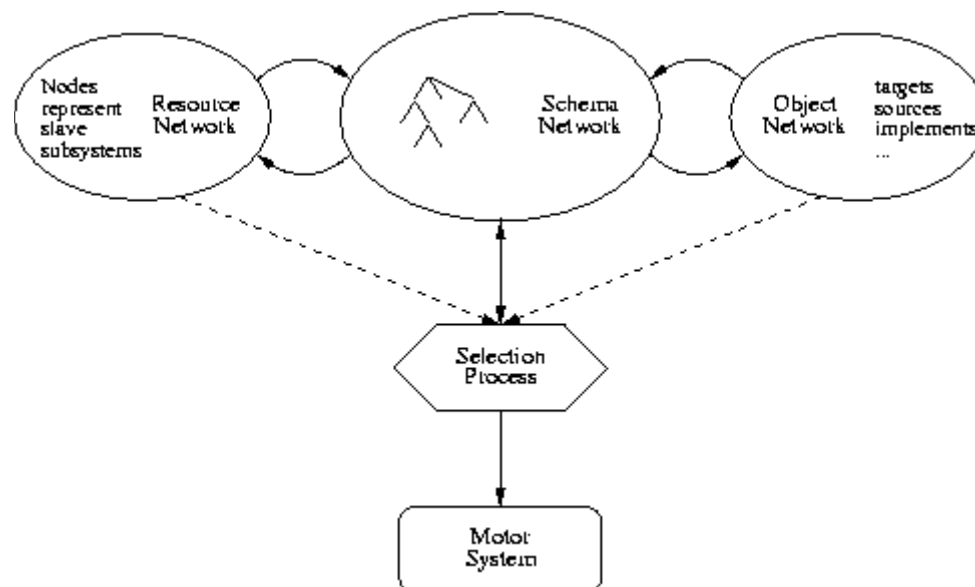 Nodes
represent
slave
subsystems
Resource
Network
Schema
Network
Object
Network
targets
sources
implements
...
Selection
Process
Motor
System